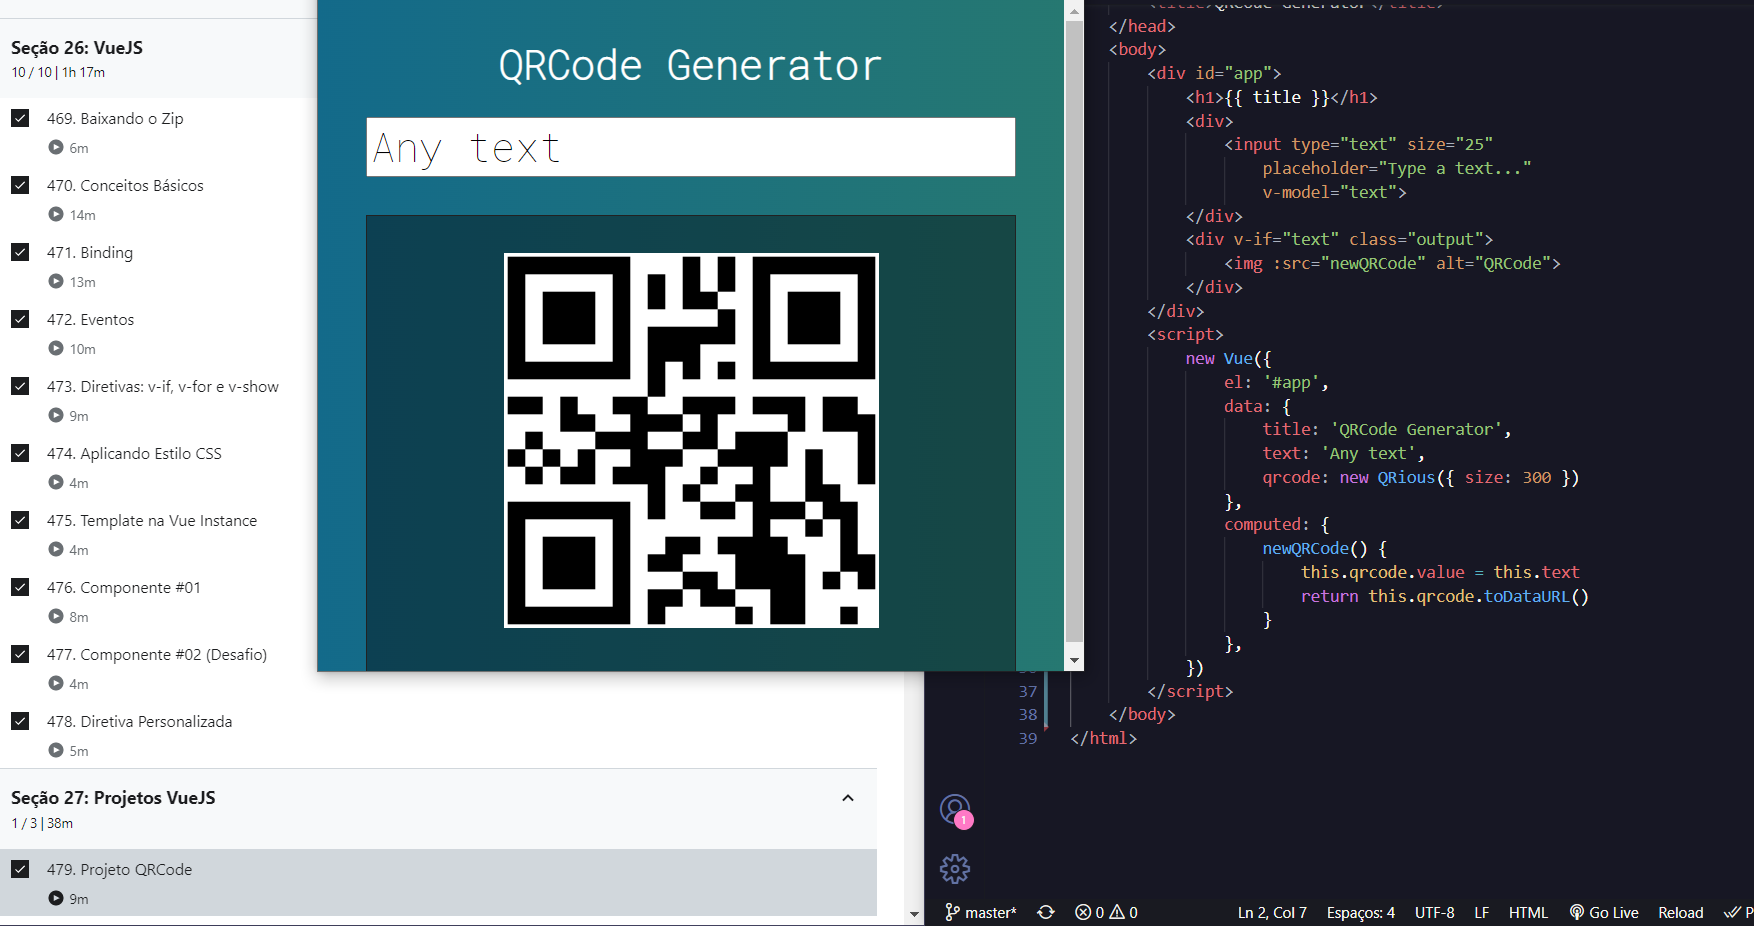 Seção 26: VueJS
10 / 10 | 1h 17m
469. Baixando o Zip
6m
470. Conceitos Básicos
14m
471. Binding
13m
472. Eventos
10m
473. Diretivas: v-if, v-for e v-show
9m
474. Aplicando Estilo CSS
4m
475. Template na Vue Instance
4m
476. Componente #01
8m
477. Componente #02 (Desafio)
4m
478. Diretiva Personalizada
5m
Seção 27: Projetos VueJS
1 / 3 | 38m
479. Projeto QRCode
9m
QRCode Generator
Any text
<title>QRCode Generator</title>
</head>
<body>
<div id="app">
<h1>{{ title }}</h1>
<div>
<input type="text" size="25"
placeholder="Type a text..."
v-model="text">
</div>
<div v-if="text" class="output">
<img :src="newQRCode" alt="QRCode">
</div>
</div>
<script>
new Vue({
el: '#app',
data: {
title: 'QRCode Generator',
text: 'Any text',
qrcode: new QRious({ size: 300 })
},
computed: {
newQRCode() {
this.qrcode.value = this.text
return this.qrcode.toDataURL()
}
},
})
37 </script>
38 </body>
39 </html>
1
master* 0 0 Ln 2, Col 7 Espaços: 4 UTF-8 LF HTML Go Live Reload P